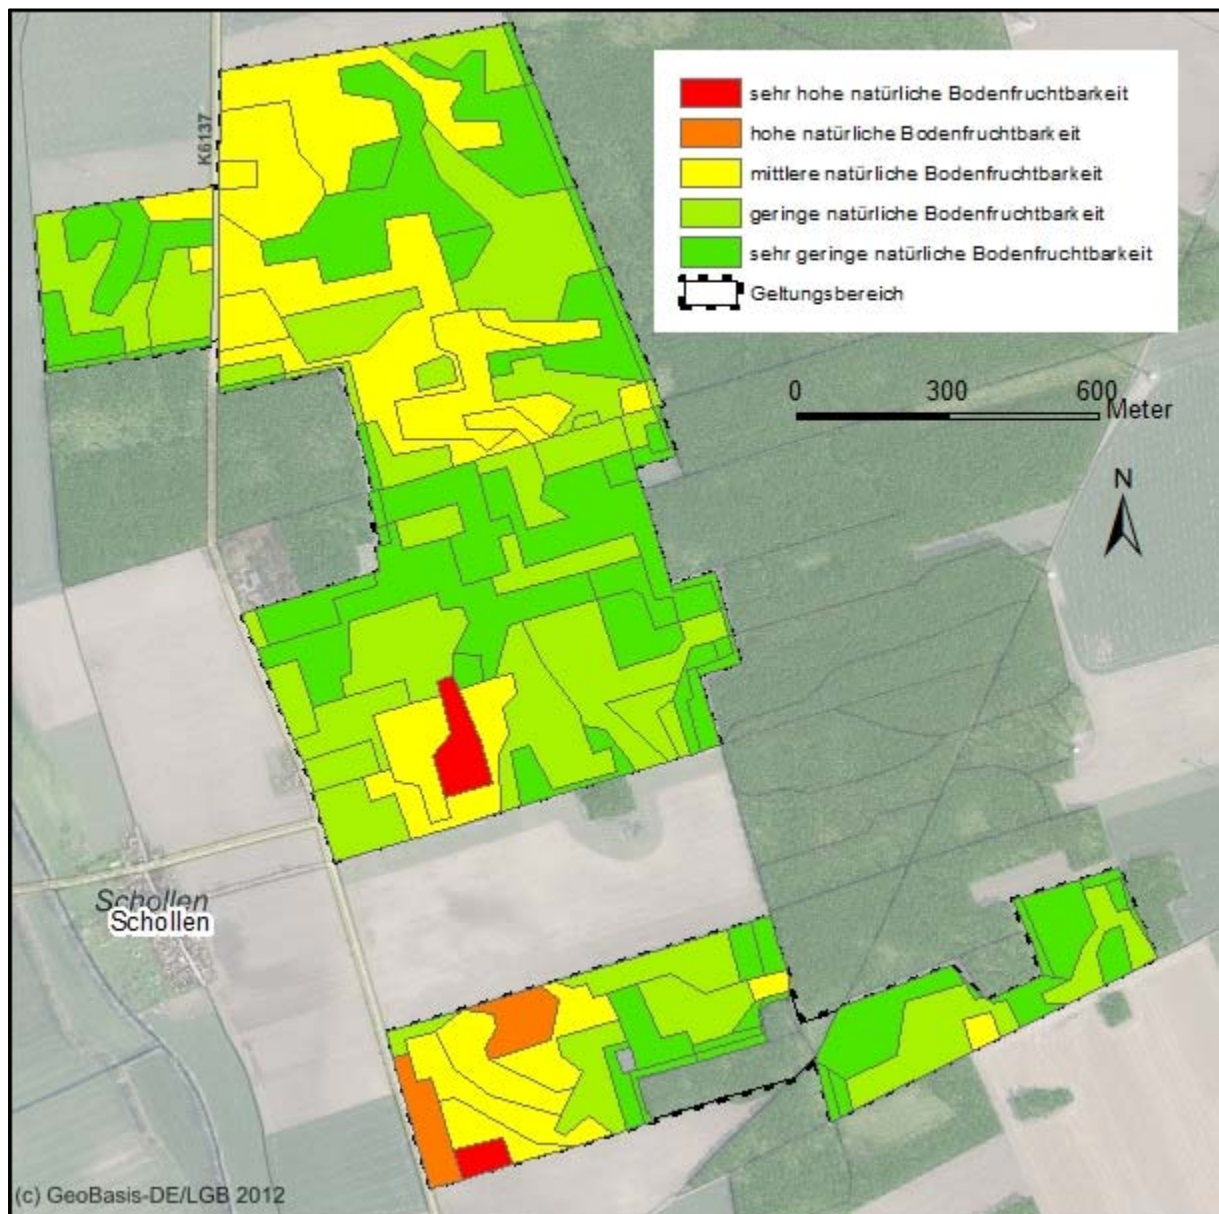 K6137
sehr hohe natürliche Bodenfruchtbarkeit
hohe natürliche Bodenfruchtbarkeit
mittlere natürliche Bodenfruchtbarkeit
geringe natürliche Bodenfruchtbarkeit
sehr geringe natürliche Bodenfruchtbarkeit
Geltungsbereich
0 300 600 Meter
N
Schollen
Schollen
(c) GeoBasis-DE/LGB 2012